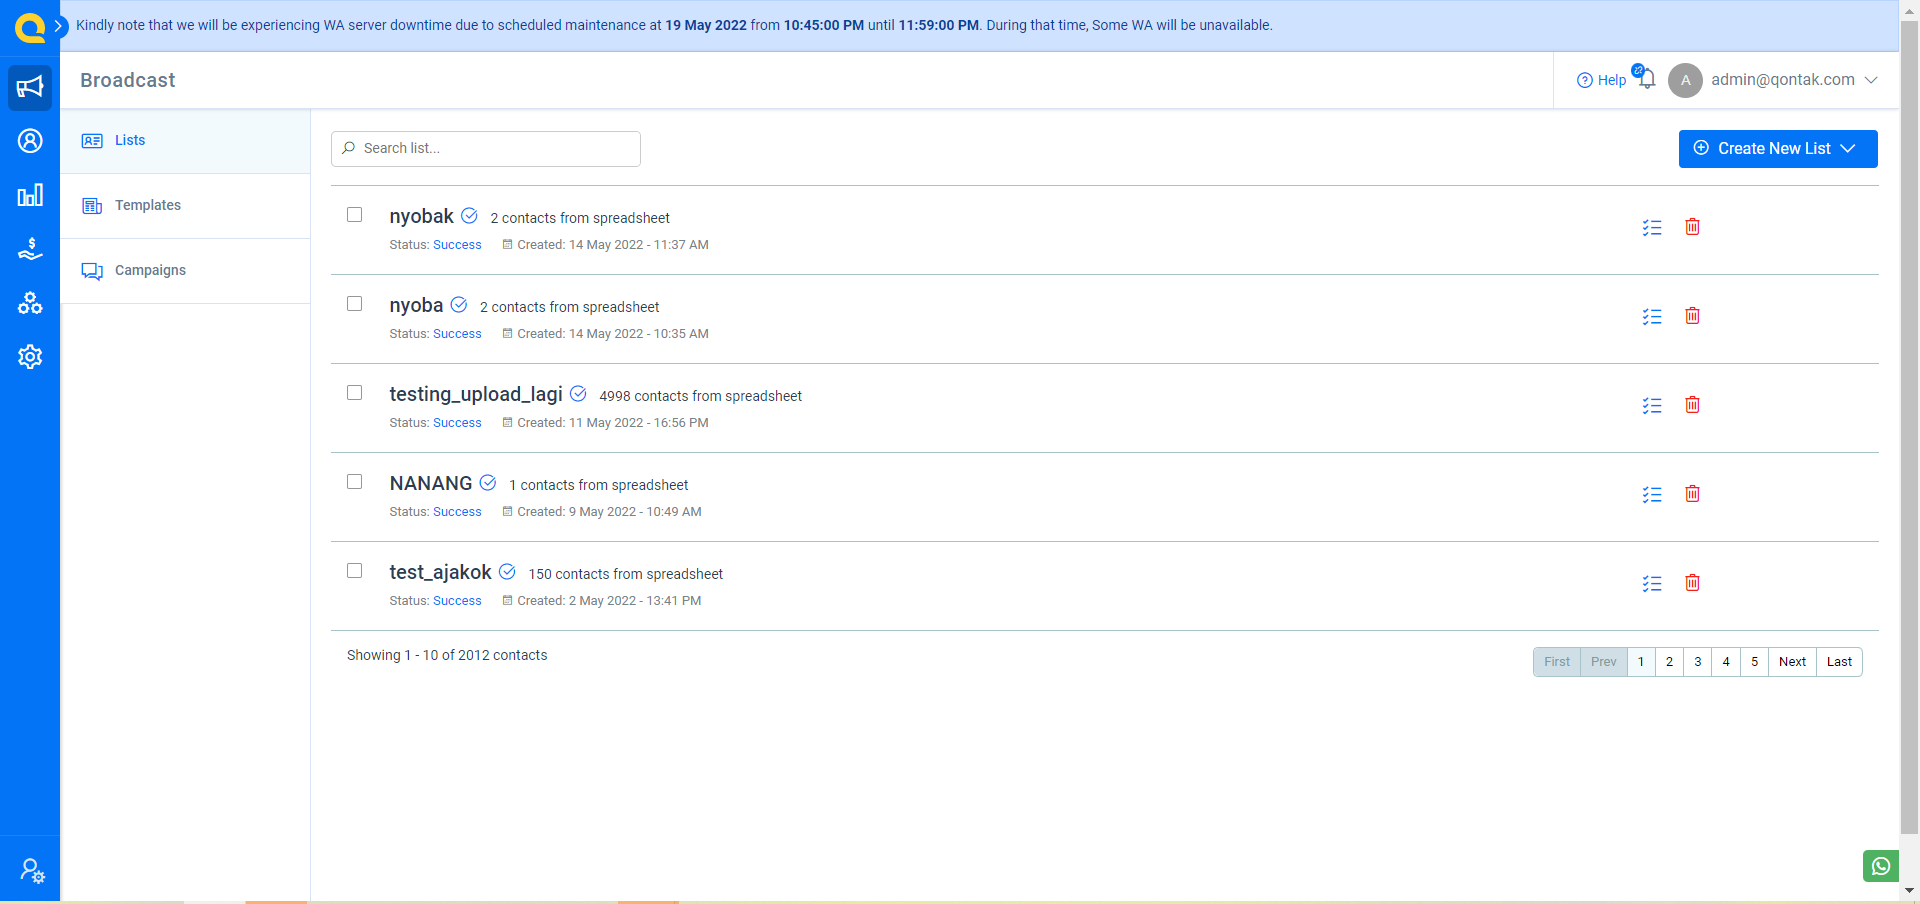 Kindly note that we will be experiencing WA server downtime due to scheduled maintenance at 19 May 2022 from 10:45:00 PM until 11:59:00 PM. During that time, Some WA will be unavailable.
Broadcast
Help
A
admin@qontak.com
Lists
Templates
Campaigns
Search list...
Create New List
nyobak 2 contacts from spreadsheet
Status: Success Created: 14 May 2022 - 11:37 AM
nyoba 2 contacts from spreadsheet
Status: Success Created: 14 May 2022 - 10:35 AM
testing_upload_lagi 4998 contacts from spreadsheet
Status: Success Created: 11 May 2022 - 16:56 PM
NANANG 1 contacts from spreadsheet
Status: Success Created: 9 May 2022 - 10:49 AM
test_ajakok 150 contacts from spreadsheet
Status: Success Created: 2 May 2022 - 13:41 PM
Showing 1 - 10 of 2012 contacts
First Prev 1 2 3 4 5 Next Last